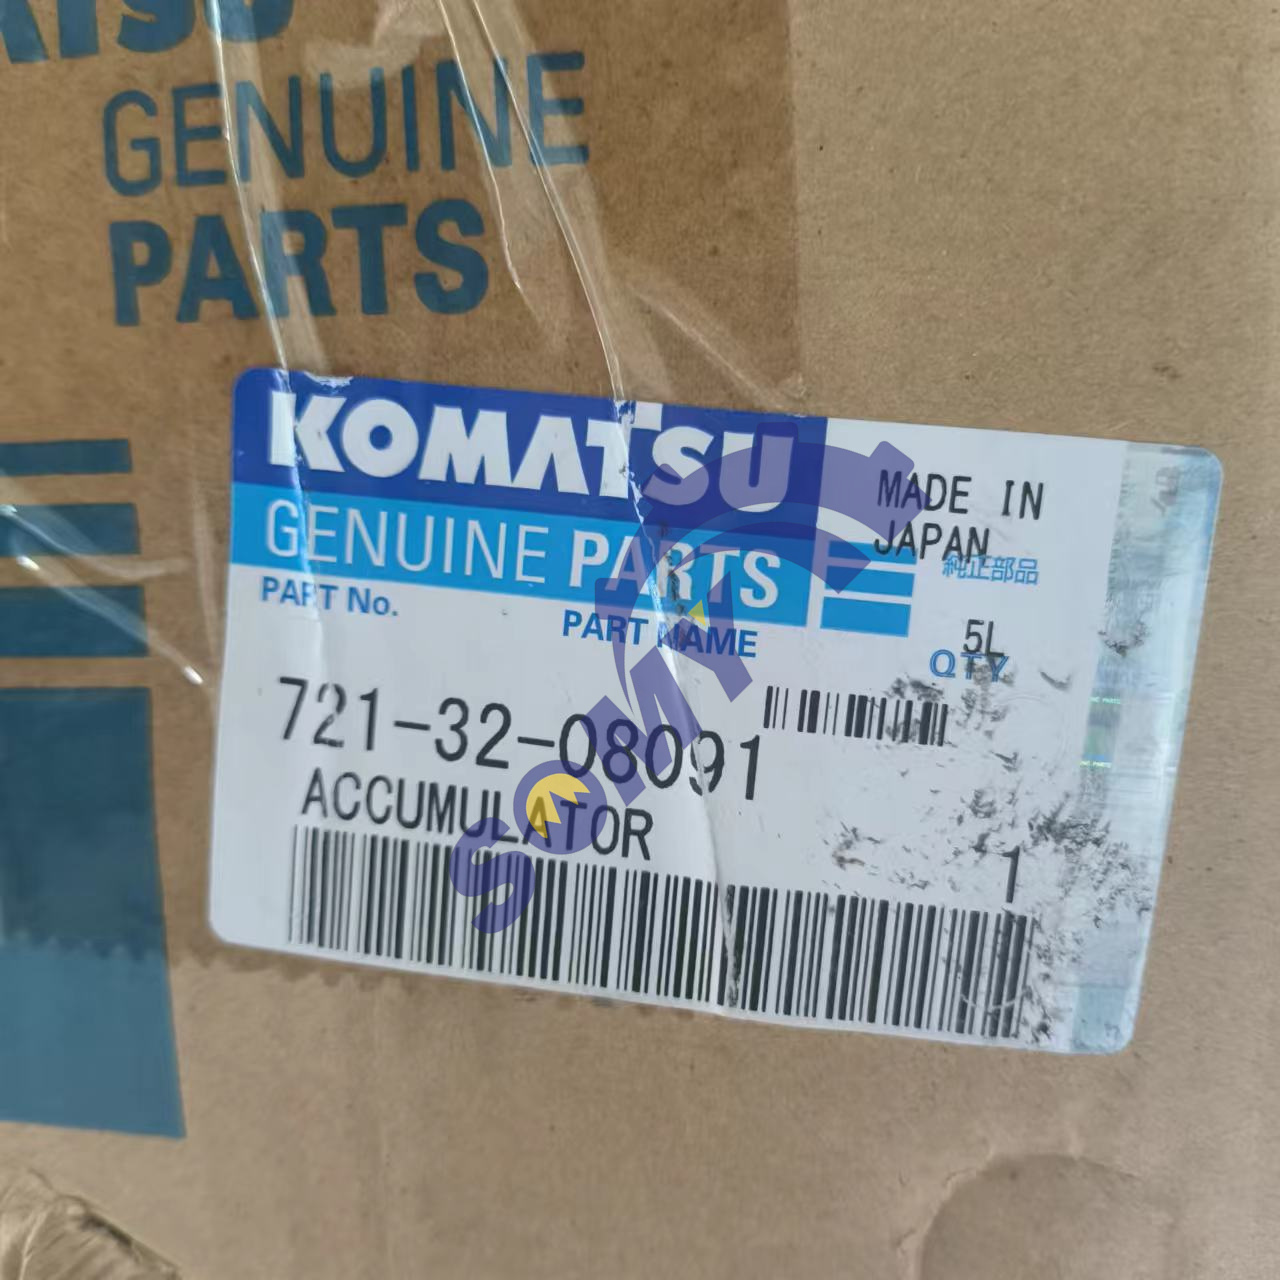 GENUINE
PARTS
KOMATSU
GENUINE PARTS
MADE IN
JAPAN
純正部品
PART No.
PART NAME
5L
QTY
721-32-08091
ACCUMULATOR
1
SOMYC